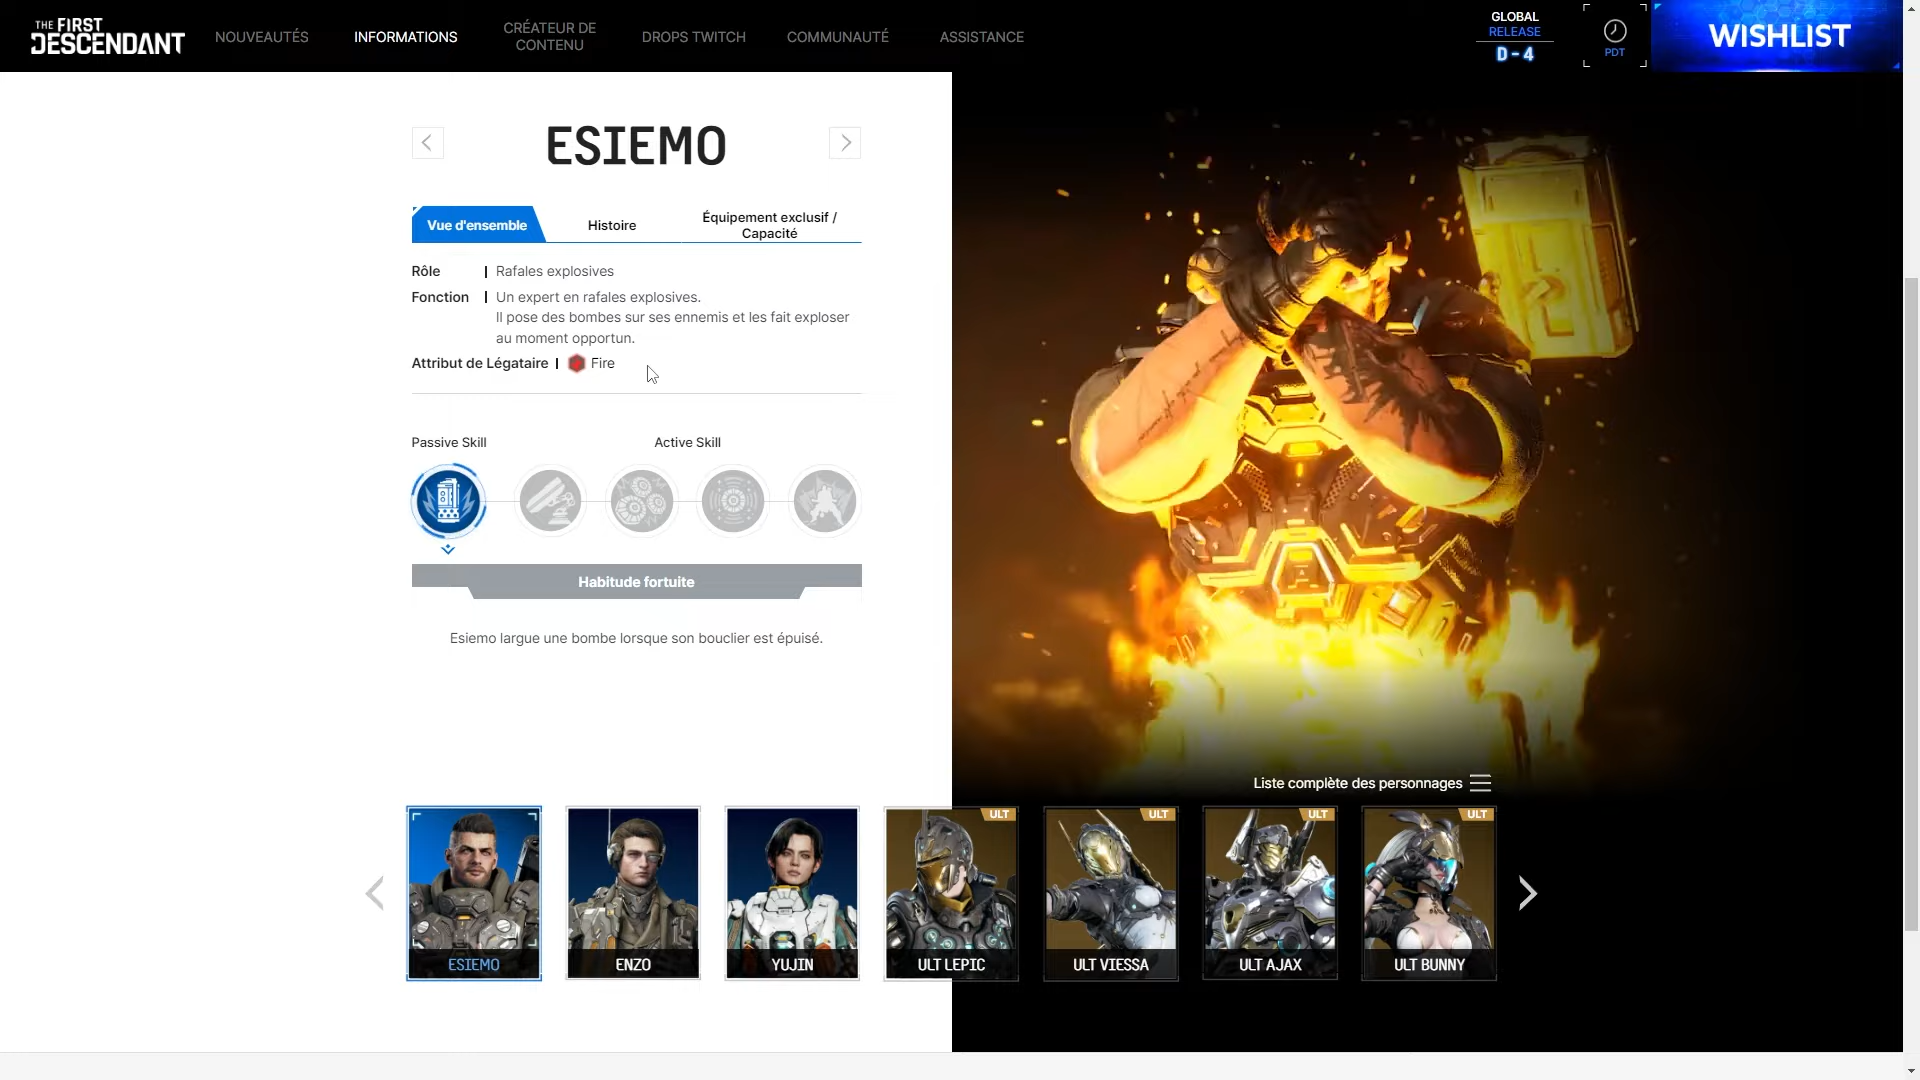 THE FIRST
DESCENDANT
NOUVEAUTÉS
INFORMATIONS
CRÉATEUR DE
CONTENU
DROPS TWITCH
COMMUNAUTÉ
ASSISTANCE
GLOBAL
RELEASE
D-4
PDT
WISHLIST
ESIEMO
Vue d'ensemble
Histoire
Équipement exclusif /
Capacité
Rôle
Rafales explosives
Fonction
Un expert en rafales explosives.
Il pose des bombes sur ses ennemis et les fait exploser
au moment opportun.
Attribut de Légataire
Fire
Passive Skill
Active Skill
Habitude fortuite
Esiemo largue une bombe lorsque son bouclier est épuisé.
Liste complète des personnages
ESIEMO
ENZO
YUJIN
ULT
ULT LEPIC
ULT
ULT VIESSA
ULT
ULT AJAX
ULT
ULT BUNNY